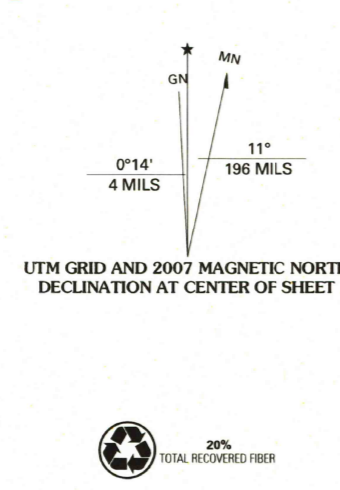 MN
GN
0°14'
4 MILS
11°
196 MILS
UTM GRID AND 2007 MAGNETIC NORTH
DECLINATION AT CENTER OF SHEET
20%
TOTAL RECOVERED FIBER